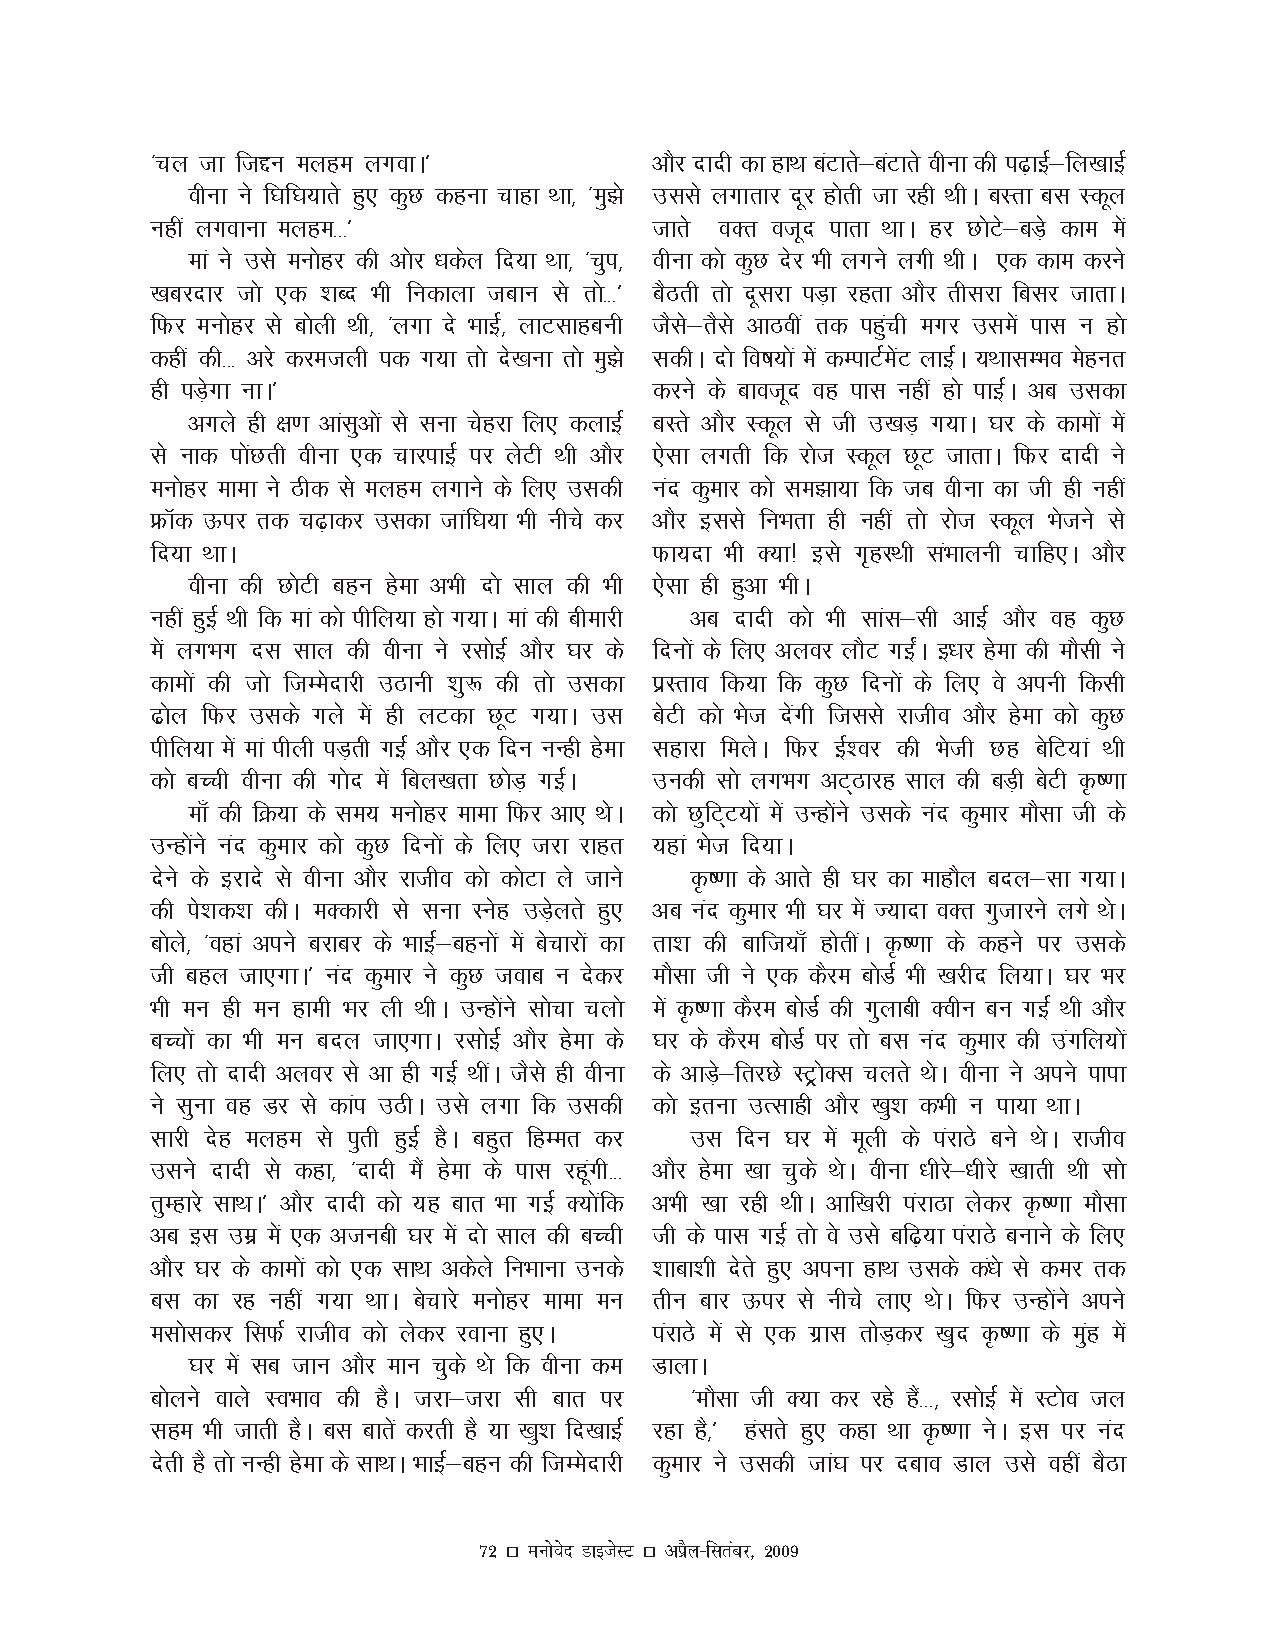 ‘चल जा जिद्दन मलहम लगवा।’
वीना ने घिघियाते हुए कुछ कहना चाहा था, ‘मुझे
नहीं लगवाना मलहम...’
मां ने उसे मनोहर की ओर धकेल दिया था, ‘चुप,
खबरदार जो एक शब्द भी निकाला जबान से तो...’
फिर मनोहर से बोली थी, ‘लगा दे भाई, लाटसाहबनी
कहीं की... अरे करमजली पक गया तो देखना तो मुझे
ही पड़ेगा ना।’
अगले ही क्षण आंसुओं से सना चेहरा लिए कलाई
से नाक पोंछती वीना एक चारपाई पर लेटी थी और
मनोहर मामा ने ठीक से मलहम लगाने के लिए उसकी
फ्रॉक ऊपर तक चढ़ाकर उसका जांघिया भी नीचे कर
दिया था।
वीना की छोटी बहन हेमा अभी दो साल की भी
नहीं हुई थी कि मां को पीलिया हो गया। मां की बीमारी
में लगभग दस साल की वीना ने रसोई और घर के
कामों की जो जिम्मेदारी उठानी शुरू की तो उसका
ढोल फिर उसके गले में ही लटका छूट गया। उस
पीलिया में मां पीली पड़ती गई और एक दिन नन्ही हेमा
को बच्ची वीना की गोद में बिलखता छोड़ गई।
माँ की क्रिया के समय मनोहर मामा फिर आए थे।
उन्होंने नंद कुमार को कुछ दिनों के लिए जरा राहत
देने के इरादे से वीना और राजीव को कोटा ले जाने
की पेशकश की। मक्कारी से सना स्नेह उड़ेलते हुए
बोले, ‘वहां अपने बराबर के भाई–बहनों में बेचारों का
जी बहल जाएगा।’ नंद कुमार ने कुछ जवाब न देकर
भी मन ही मन हामी भर ली थी। उन्होंने सोचा चलो
बच्चों का भी मन बदल जाएगा। रसोई और हेमा के
लिए तो दादी अलवर से आ ही गई थीं। जैसे ही वीना
ने सुना वह डर से कांप उठी। उसे लगा कि उसकी
सारी देह मलहम से पुती हुई है। बहुत हिम्मत कर
उसने दादी से कहा, ‘दादी मैं हेमा के पास रहूंगी...
तुम्हारे साथ।’ और दादी को यह बात भा गई क्योंकि
अब इस उम्र में एक अजनबी घर में दो साल की बच्ची
और घर के कामों को एक साथ अकेले निभाना उनके
बस का रह नहीं गया था। बेचारे मनोहर मामा मन
मसोसकर सिर्फ राजीव को लेकर रवाना हुए।
घर में सब जान और मान चुके थे कि वीना कम
बोलने वाले स्वभाव की है। जरा–जरा सी बात पर
सहम भी जाती है। बस बातें करती है या खुश दिखाई
देती है तो नन्ही हेमा के साथ। भाई–बहन की जिम्मेदारी
और दादी का हाथ बंटाते–बंटाते वीना की पढ़ाई–लिखाई
उससे लगातार दूर होती जा रही थी। बस्ता बस स्कूल
जाते वक्त वजूद पाता था। हर छोटे–बड़े काम में
वीना को कुछ देर भी लगने लगी थी। एक काम करने
बैठती तो दूसरा पड़ा रहता और तीसरा बिसर जाता।
जैसे–तैसे आठवीं तक पहुंची मगर उसमें पास न हो
सकी। दो विषयों में कम्पार्टमेंट लाई। यथासम्भव मेहनत
करने के बावजूद वह पास नहीं हो पाई। अब उसका
बस्ते और स्कूल से जी उखड़ गया। घर के कामों में
ऐसा लगती कि रोज स्कूल छूट जाता। फिर दादी ने
नंद कुमार को समझाया कि जब वीना का जी ही नहीं
और इससे निभता ही नहीं तो रोज स्कूल भेजने से
फायदा भी क्या! इसे गृहस्थी संभालनी चाहिए। और
ऐसा ही हुआ भी।
अब दादी को भी सांस–सी आई और वह कुछ
दिनों के लिए अलवर लौट गईं। इधर हेमा की मौसी ने
प्रस्ताव किया कि कुछ दिनों के लिए वे अपनी किसी
बेटी को भेज देंगी जिससे राजीव और हेमा को कुछ
सहारा मिले। फिर ईश्वर की भेजी छह बेटियां थी
उनकी सो लगभग अट्ठारह साल की बड़ी बेटी कृष्णा
को छुट्टियों में उन्होंने उसके नंद कुमार मौसा जी के
यहां भेज दिया।
कृष्णा के आते ही घर का माहौल बदल–सा गया।
अब नंद कुमार भी घर में ज्यादा वक्त गुजारने लगे थे।
ताश की बाजियाँ होतीं। कृष्णा के कहने पर उसके
मौसा जी ने एक कैरम बोर्ड भी खरीद लिया। घर भर
में कृष्णा कैरम बोर्ड की गुलाबी क्वीन बन गई थी और
घर के कैरम बोर्ड पर तो बस नंद कुमार की उंगलियों
के आड़े–तिरछे स्ट्रोक्स चलते थे। वीना ने अपने पापा
को इतना उत्साही और खुश कभी न पाया था।
उस दिन घर में मूली के पंराठे बने थे। राजीव
और हेमा खा चुके थे। वीना धीरे–धीरे खाती थी सो
अभी खा रही थी। आखिरी पंराठा लेकर कृष्णा मौसा
जी के पास गई तो वे उसे बढ़िया पंराठे बनाने के लिए
शाबाशी देते हुए अपना हाथ उसके कंधे से कमर तक
तीन बार ऊपर से नीचे लाए थे। फिर उन्होंने अपने
पंराठे में से एक ग्रास तोड़कर खुद कृष्णा के मुंह में
डाला।
‘मौसा जी क्या कर रहे हैं..., रसोई में स्टोव जल
रहा है,’ हंसते हुए कहा था कृष्णा ने। इस पर नंद
कुमार ने उसकी जांघ पर दबाव डाल उसे वहीं बैठा
72 □ मनोवेद डाइजेस्ट □ अप्रैल-सितंबर, 2009